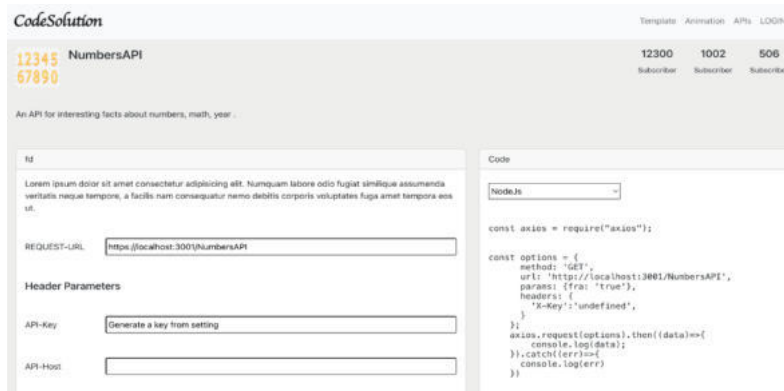 CodeSolution
Template Animation APIs LOGIN
12345
67890
NumbersAPI
12300 1002 506
Subscriber Subscriber Subscribe
An API for interesting facts about numbers, math, year .
fd
Lorem ipsum dolor sit amet consectetur adipisicing elit. Numquam labore odio fugiat similique assumenda
veritatis neque tempore, a facilis nam consequatur nemo debitis corporis voluptates fuga amet tempora eos
ut.
REQUEST-URL
https://localhost:3001/NumbersAPI
Header Parameters
API-Key
Generate a key from setting
API-Host
Code
NodeJs
const axios = require("axios");
const options = {
method: 'GET',
url: 'http://localhost:3001/NumbersAPI',
params: {fra: 'true'},
headers: {
'X-Key':'undefined',
}
};
axios.request(options).then((data)=>{
console.log(data);
}).catch((err)=>{
console.log(err)
})